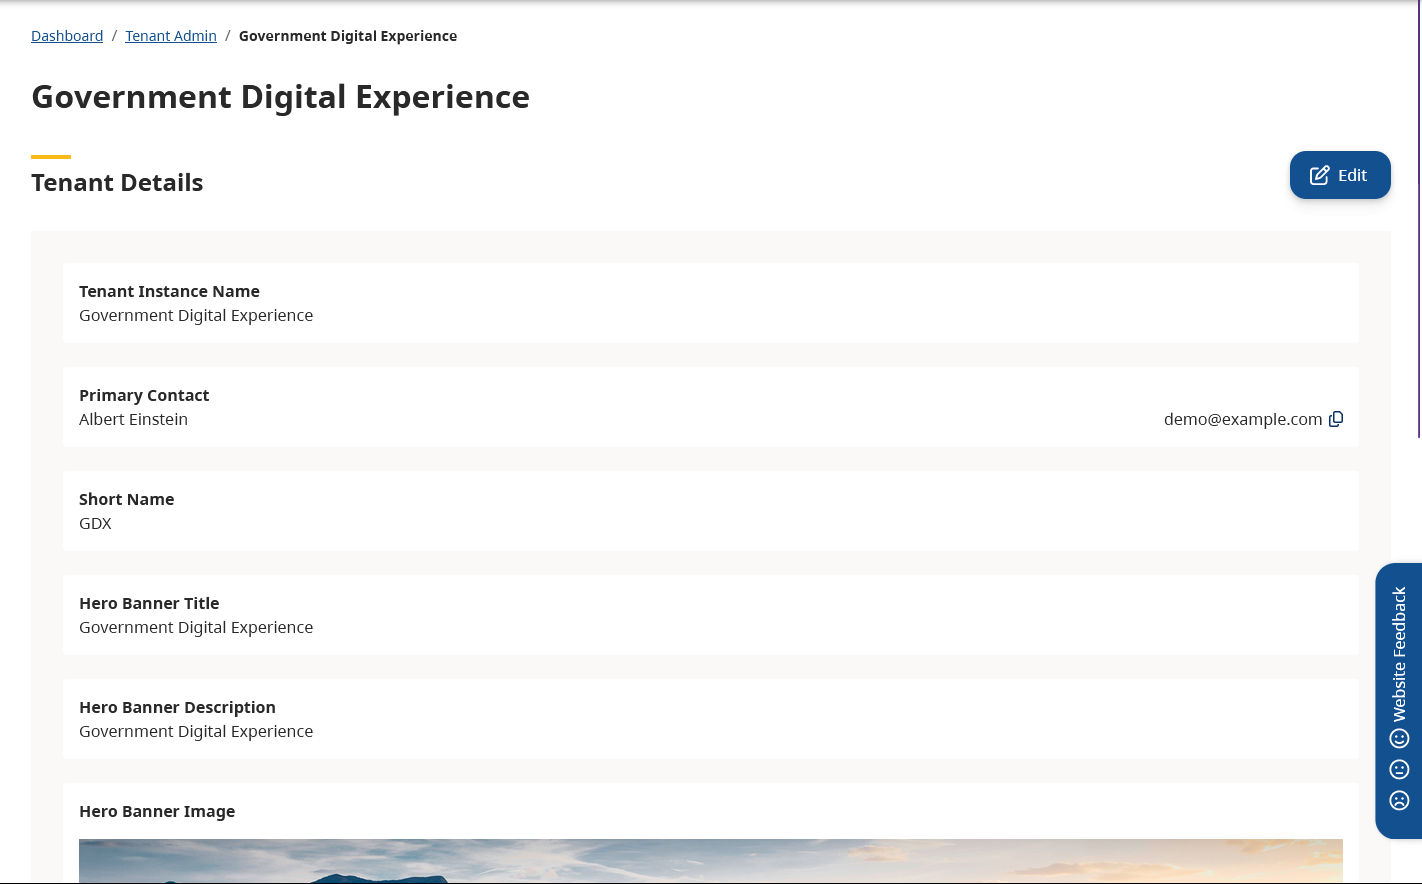 Dashboard / Tenant Admin / Government Digital Experience
Government Digital Experience
Tenant Details
Edit
Tenant Instance Name
Government Digital Experience
Primary Contact
Albert Einstein demo@example.com
Short Name
GDX
Hero Banner Title
Government Digital Experience
Hero Banner Description
Government Digital Experience
Hero Banner Image
Website Feedback